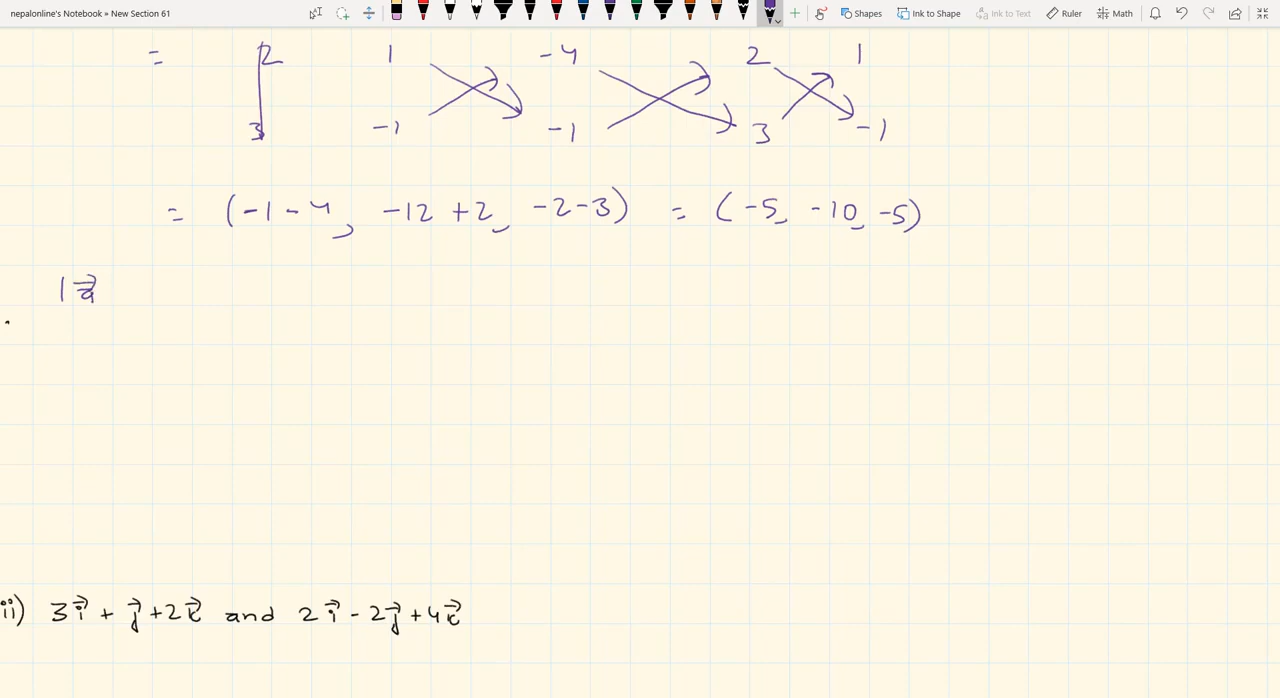 nepalonline's Notebook » New Section 61
Shapes Ink to Shape Ink to Text Ruler Math
= 2 1 -4 2 1
3 -1 -1 3 -1
= (-1-4, -12+2, -2-3) = (-5, -10, -5)
|a⃗
ii) 3i⃗ + j⃗ + 2k⃗ and 2i⃗ - 2j⃗ + 4k⃗